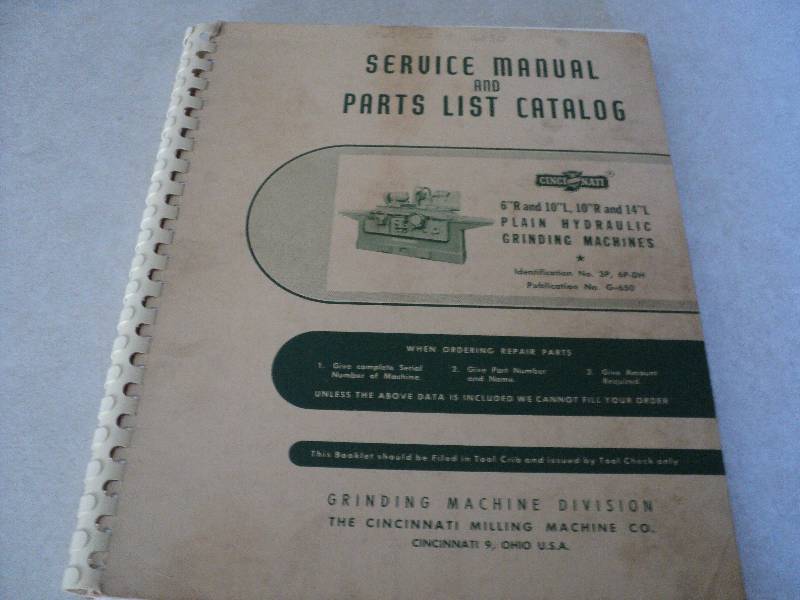 SERVICE MANUAL
AND
PARTS LIST CATALOG
CINCINNATI ®
6"R and 10"L, 10"R and 14"L
PLAIN HYDRAULIC
GRINDING MACHINES
★
Identification No. 3P, 6P-DH
Publication No. G-650
WHEN ORDERING REPAIR PARTS
1. Give complete Serial Number of Machine.
2. Give Part Number and Name.
3. Give Amount Required.
UNLESS THE ABOVE DATA IS INCLUDED WE CANNOT FILL YOUR ORDER
This Booklet should be Filed in Tool Crib and issued by Tool Check only
GRINDING MACHINE DIVISION
THE CINCINNATI MILLING MACHINE CO.
CINCINNATI 9, OHIO U.S.A.